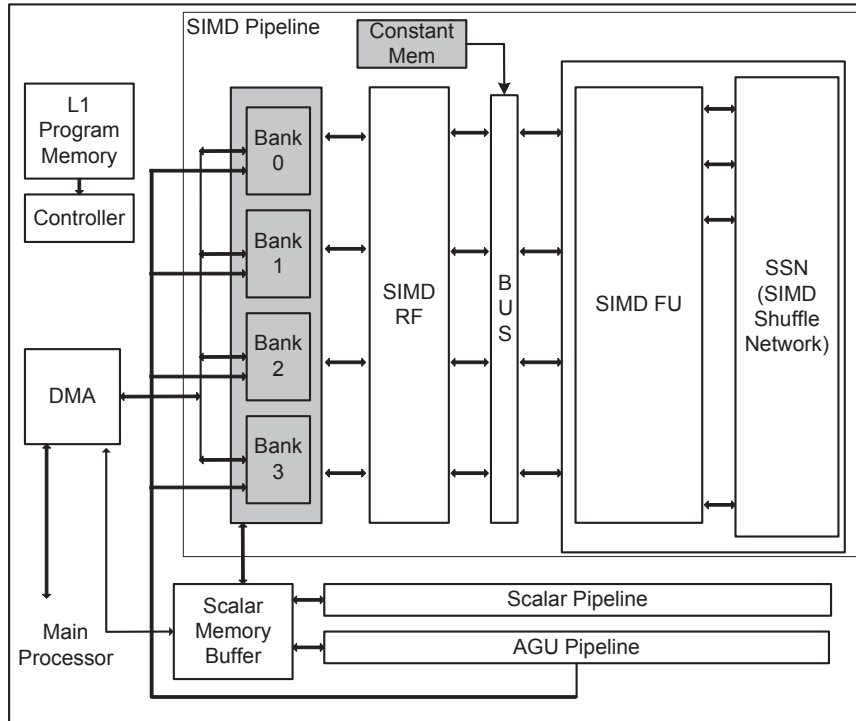 SIMD Pipeline
Constant
Mem
L1
Program
Memory
Controller
Bank
0
Bank
1
Bank
2
Bank
3
SIMD
RF
B
U
S
SIMD FU
SSN
(SIMD
Shuffle
Network)
DMA
Main
Processor
Scalar
Memory
Buffer
Scalar Pipeline
AGU Pipeline